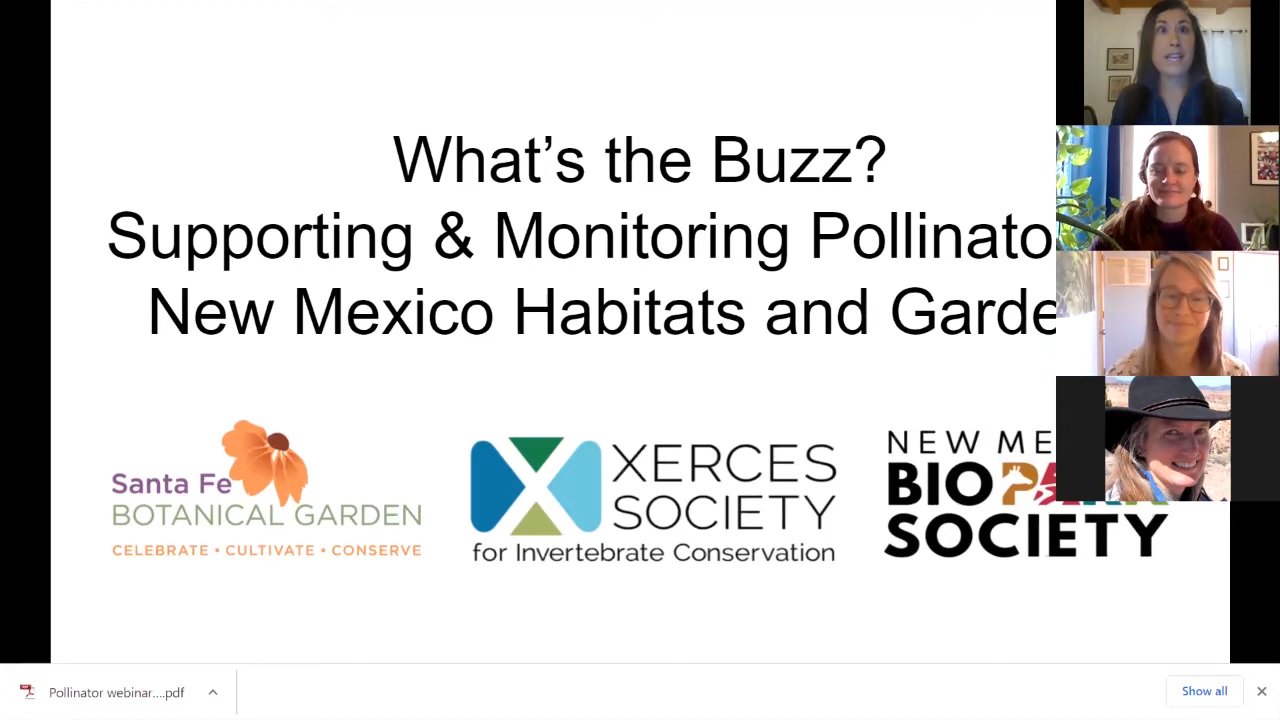 What's the Buzz?
Supporting & Monitoring Pollinato
New Mexico Habitats and Garde
Santa Fe
BOTANICAL GARDEN
CELEBRATE • CULTIVATE • CONSERVE
XERCES
SOCIETY
for Invertebrate Conservation
NEW ME
BIO
SOCIETY
Pollinator webinar....pdf
Show all